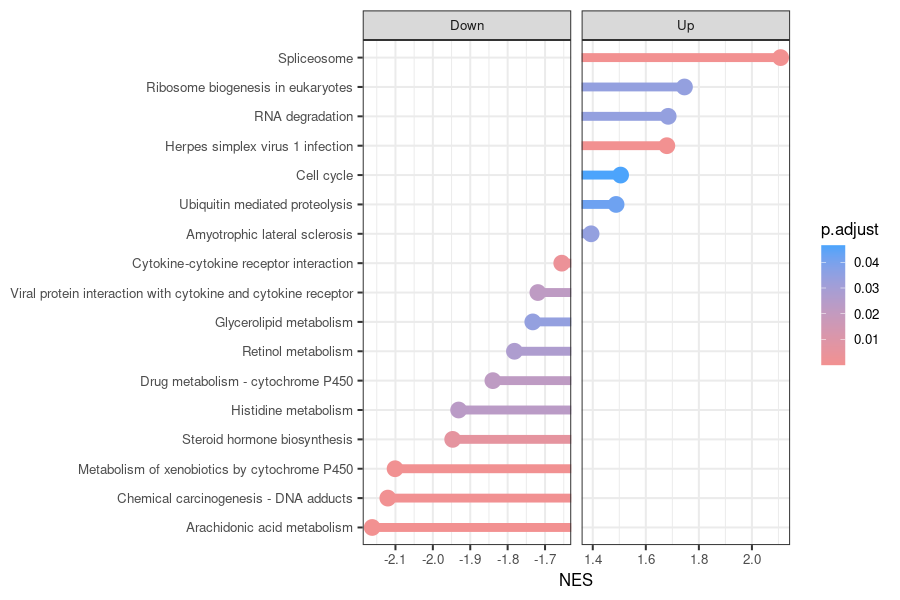 Down
Up
Spliceosome
Ribosome biogenesis in eukaryotes
RNA degradation
Herpes simplex virus 1 infection
Cell cycle
Ubiquitin mediated proteolysis
Amyotrophic lateral sclerosis
Cytokine-cytokine receptor interaction
Viral protein interaction with cytokine and cytokine receptor
Glycerolipid metabolism
Retinol metabolism
Drug metabolism - cytochrome P450
Histidine metabolism
Steroid hormone biosynthesis
Metabolism of xenobiotics by cytochrome P450
Chemical carcinogenesis - DNA adducts
Arachidonic acid metabolism
-2.1 -2.0 -1.9 -1.8 -1.7
1.4 1.6 1.8 2.0
NES
p.adjust
0.04
0.03
0.02
0.01